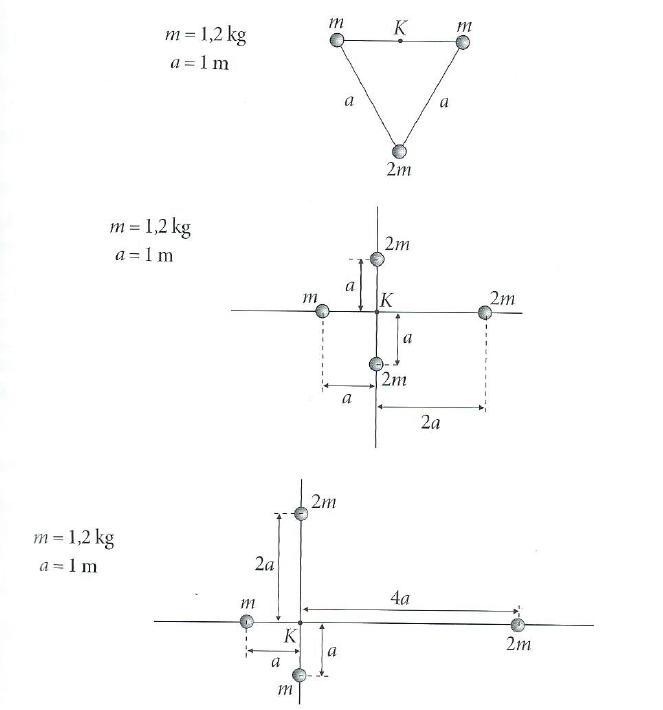 m = 1,2 kg
a = 1 m
m K m
a a
2m
m = 1,2 kg
a = 1 m
2m
a
m K 2m
a
2m
a
2a
m = 1,2 kg
a = 1 m
2m
2a
4a
m
K a 2m
a
m